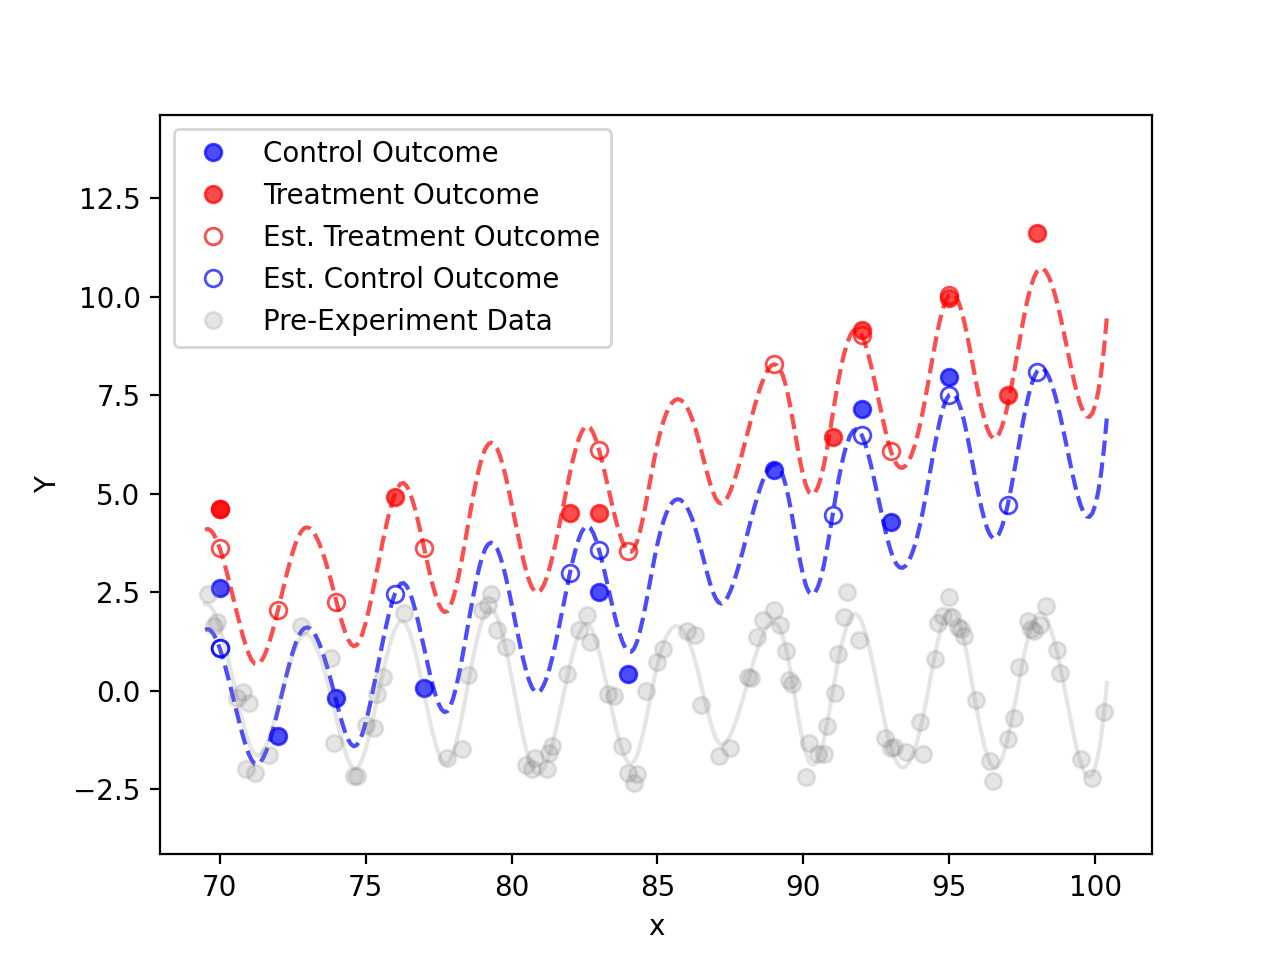 Control Outcome
Treatment Outcome
Est. Treatment Outcome
Est. Control Outcome
Pre-Experiment Data
12.5
10.0
7.5
5.0
2.5
0.0
−2.5
Y
70 75 80 85 90 95 100
x